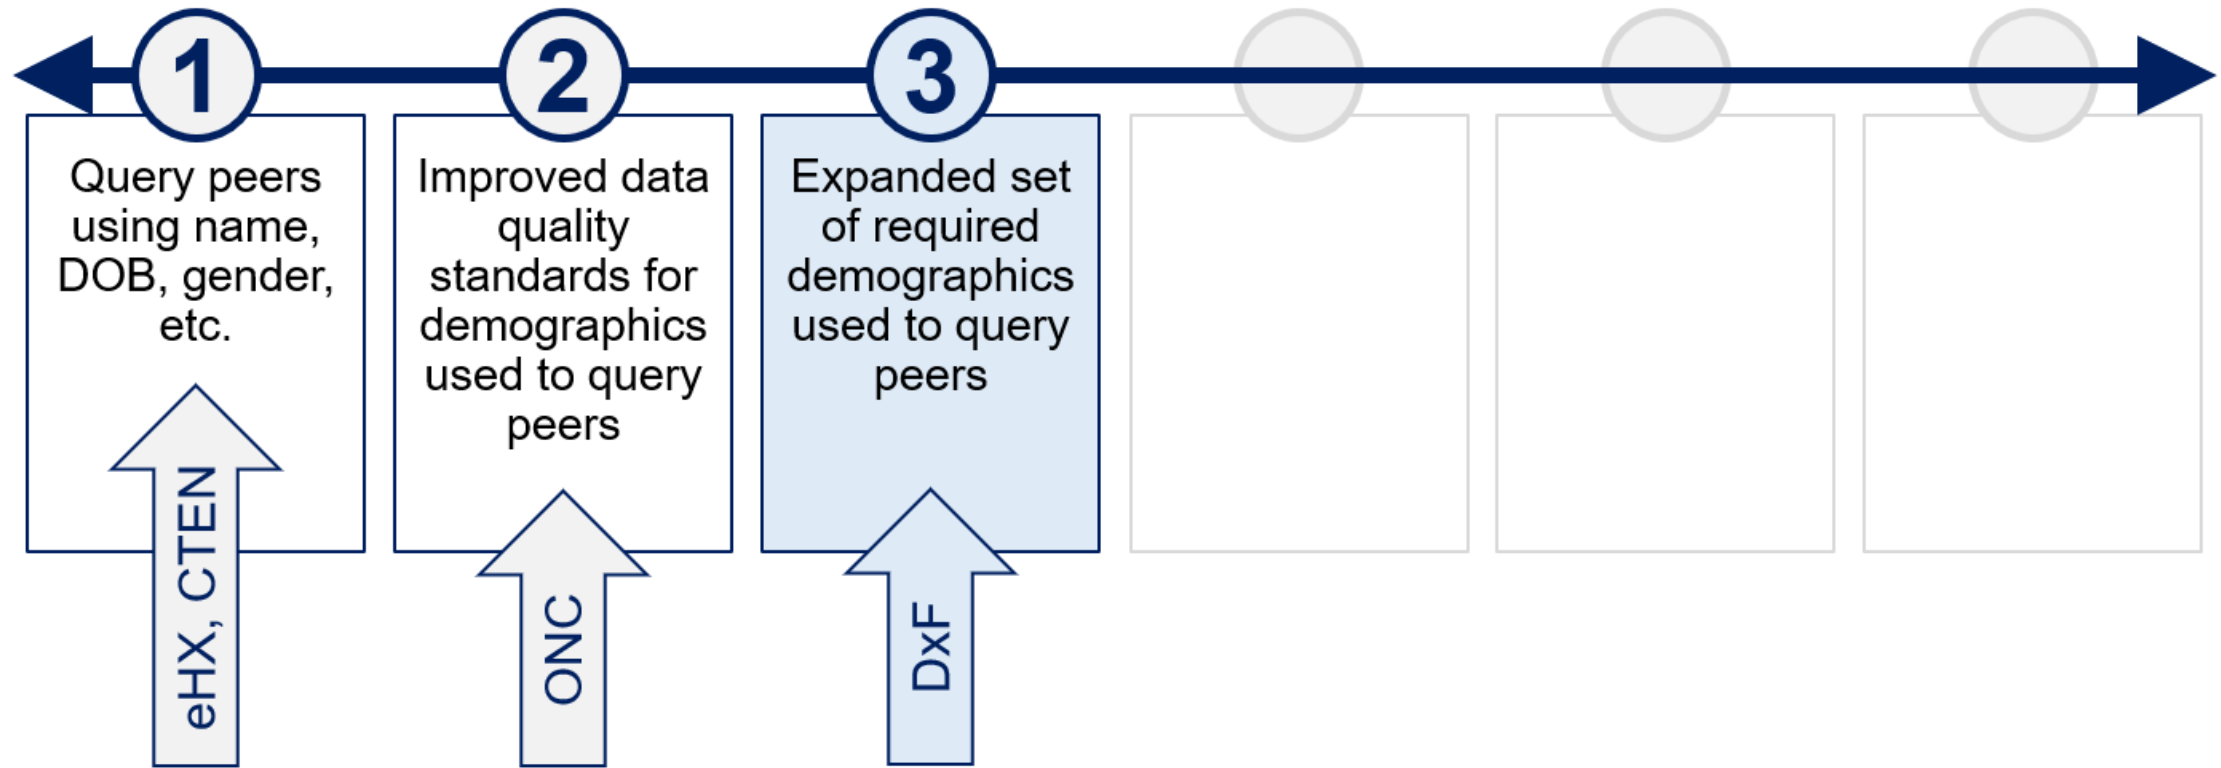 1
Query peers
using name,
DOB, gender,
etc.
eHX, CTEN
2
Improved data
quality
standards for
demographics
used to query
peers
ONC
3
Expanded set
of required
demographics
used to query
peers
DxF